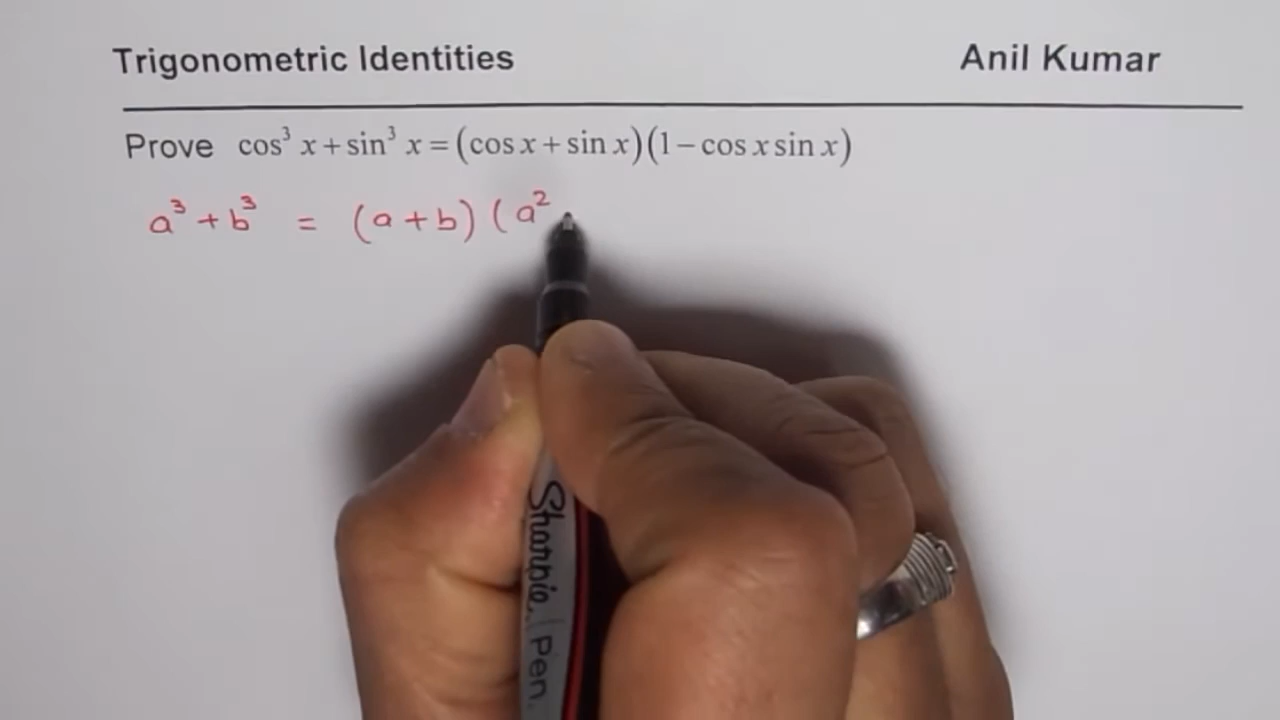 Trigonometric Identities Anil Kumar
Prove cos³ x + sin³ x = (cos x + sin x)(1 − cos x sin x)
a³ + b³ = (a + b) (a²
Sharpie | Pen